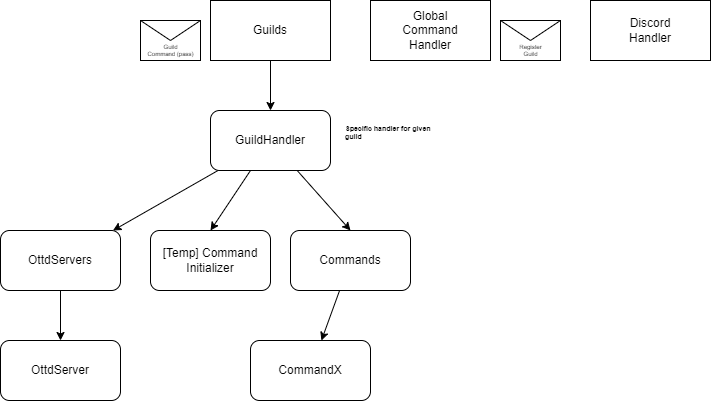 Guild
Command (pass)
Guilds
Global
Command
Handler
Register
Guild
Discord
Handler
GuildHandler
Specific handler for given
guild
OttdServers
[Temp] Command
Initializer
Commands
OttdServer
CommandX